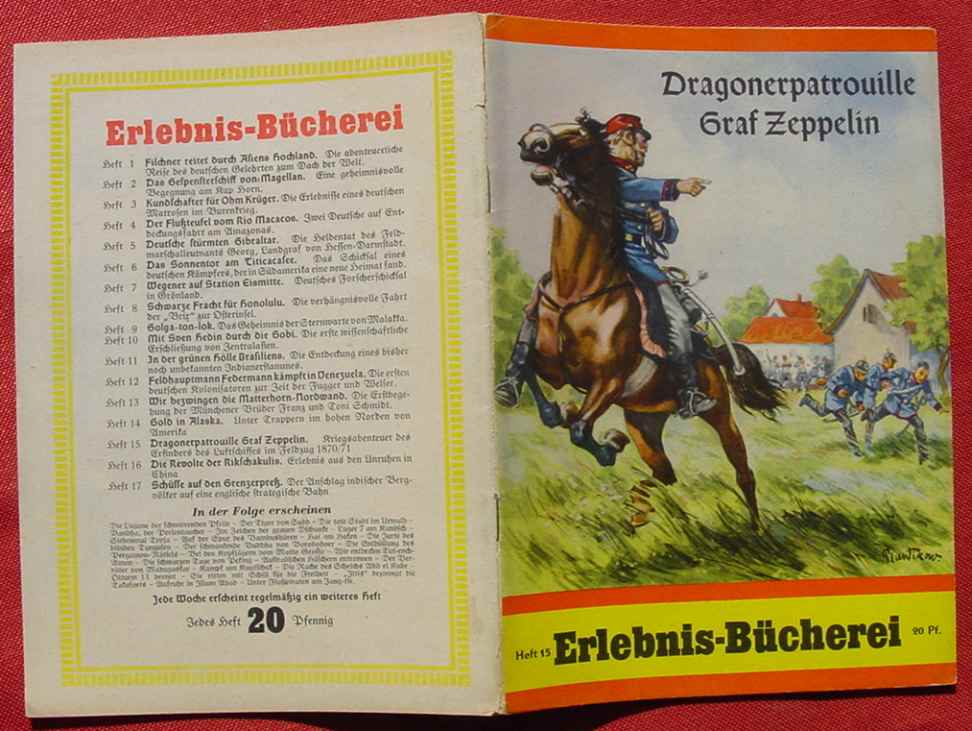 Erlebnis-Bücherei
Heft 1 Filchner reitet durch Asiens Hochland. Die abenteuerliche
Reise des deutschen Gelehrten zum Dach der Welt.
Heft 2 Das Gespensterschiff von Magellan. Eine geheimnisvolle
Begegnung am Kap Horn.
Heft 3 Kundschafter für Ohm Krüger. Die Erlebnisse eines deutschen
Matrosen im Burenkrieg.
Heft 4 Der Flußteufel vom Rio Macacos. Zwei Deutsche auf Ent-
deckungsfahrt am Amazonas.
Heft 5 Deutsche stürmten Gibraltar. Die Heldentat des Feld-
marschalleutnants Georg, Landgraf von Hessen-Darmstadt.
Heft 6 Das Sonnentor am Titicacasee. Das Schicksal eines
deutschen Kämpfers, der in Südamerika eine neue Heimat fand.
Heft 7 Wegener auf Station Eismitte. Deutsches Forscherschicksal
in Grönland.
Heft 8 Schwarze Fracht für Honolulu. Die verhängnisvolle Fahrt
der „Briz“ zur Osterinsel.
Heft 9 Golga-ton-lok. Das Geheimnis der Sternwarte von Malakka.
Heft 10 Mit Sven Hedin durch die Gobi. Die erste wissenschaftliche
Erschließung von Zentralasien.
Heft 11 In der grünen Hölle Brasiliens. Die Entdeckung eines bisher
noch unbekannten Indianerstammes.
Heft 12 Feldhauptmann Federmann kämpft in Venezuela. Die ersten
deutschen Kolonisatoren zur Zeit der Fugger und Welser.
Heft 13 Wir bezwingen die Matterhorn-Nordwand. Die Erstbege-
hung der Münchener Brüder Franz und Toni Schmidt.
Heft 14 Gold in Alaska. Unter Trappern im hohen Norden von
Amerika
Heft 15 Dragonerpatrouille Graf Zeppelin. Kriegsabenteuer des
Erfinders des Luftschiffes im Feldzug 1870/71
Heft 16 Die Revolte der Rikschakulis. Erlebnis aus den Unruhen in
China
Heft 17 Schüsse auf den Grenzerpreß. Der Anschlag indischer Berg-
völker auf eine englische strategische Bahn
In der Folge erscheinen
Jede Woche erscheint regelmäßig ein weiteres Heft
Jedes Heft 20 Pfennig
Dragonerpatrouille
Graf Zeppelin
Heft 15 Erlebnis-Bücherei 20 Pf.